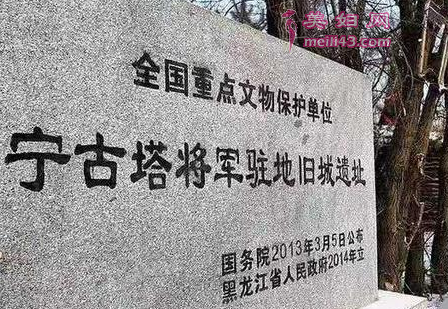 美妇网
meili43.com
全国重点文物保护单位
宁古塔将军驻地旧城遗址
国务院2013年3月5日公布
黑龙江省人民政府2014年立